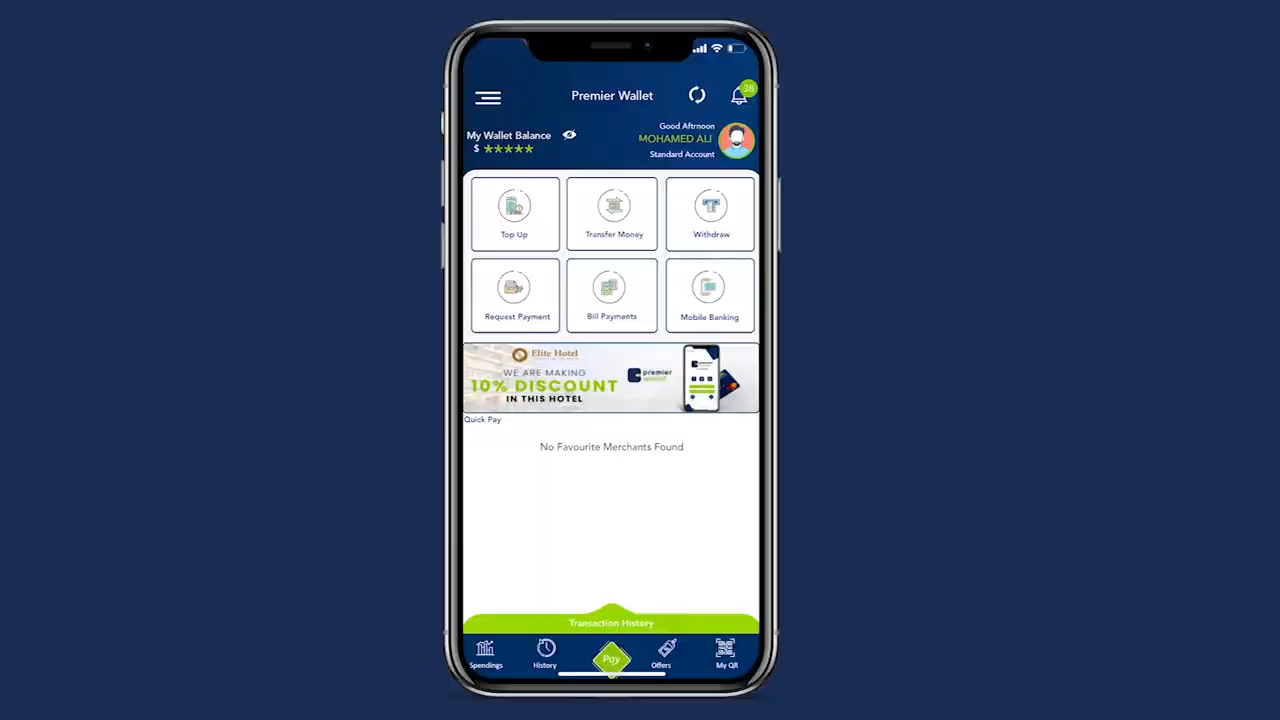 Premier Wallet
38
My Wallet Balance
$ *****
Good Aftrnoon
MOHAMED ALI
Standard Account
Top Up
Transfer Money
Withdraw
Request Payment
Bill Payments
Mobile Banking
Elite Hotel
WE ARE MAKING
10% DISCOUNT
IN THIS HOTEL
premier
Quick Pay
No Favourite Merchants Found
Transaction History
Spendings
History
Pay
Offers
My QR